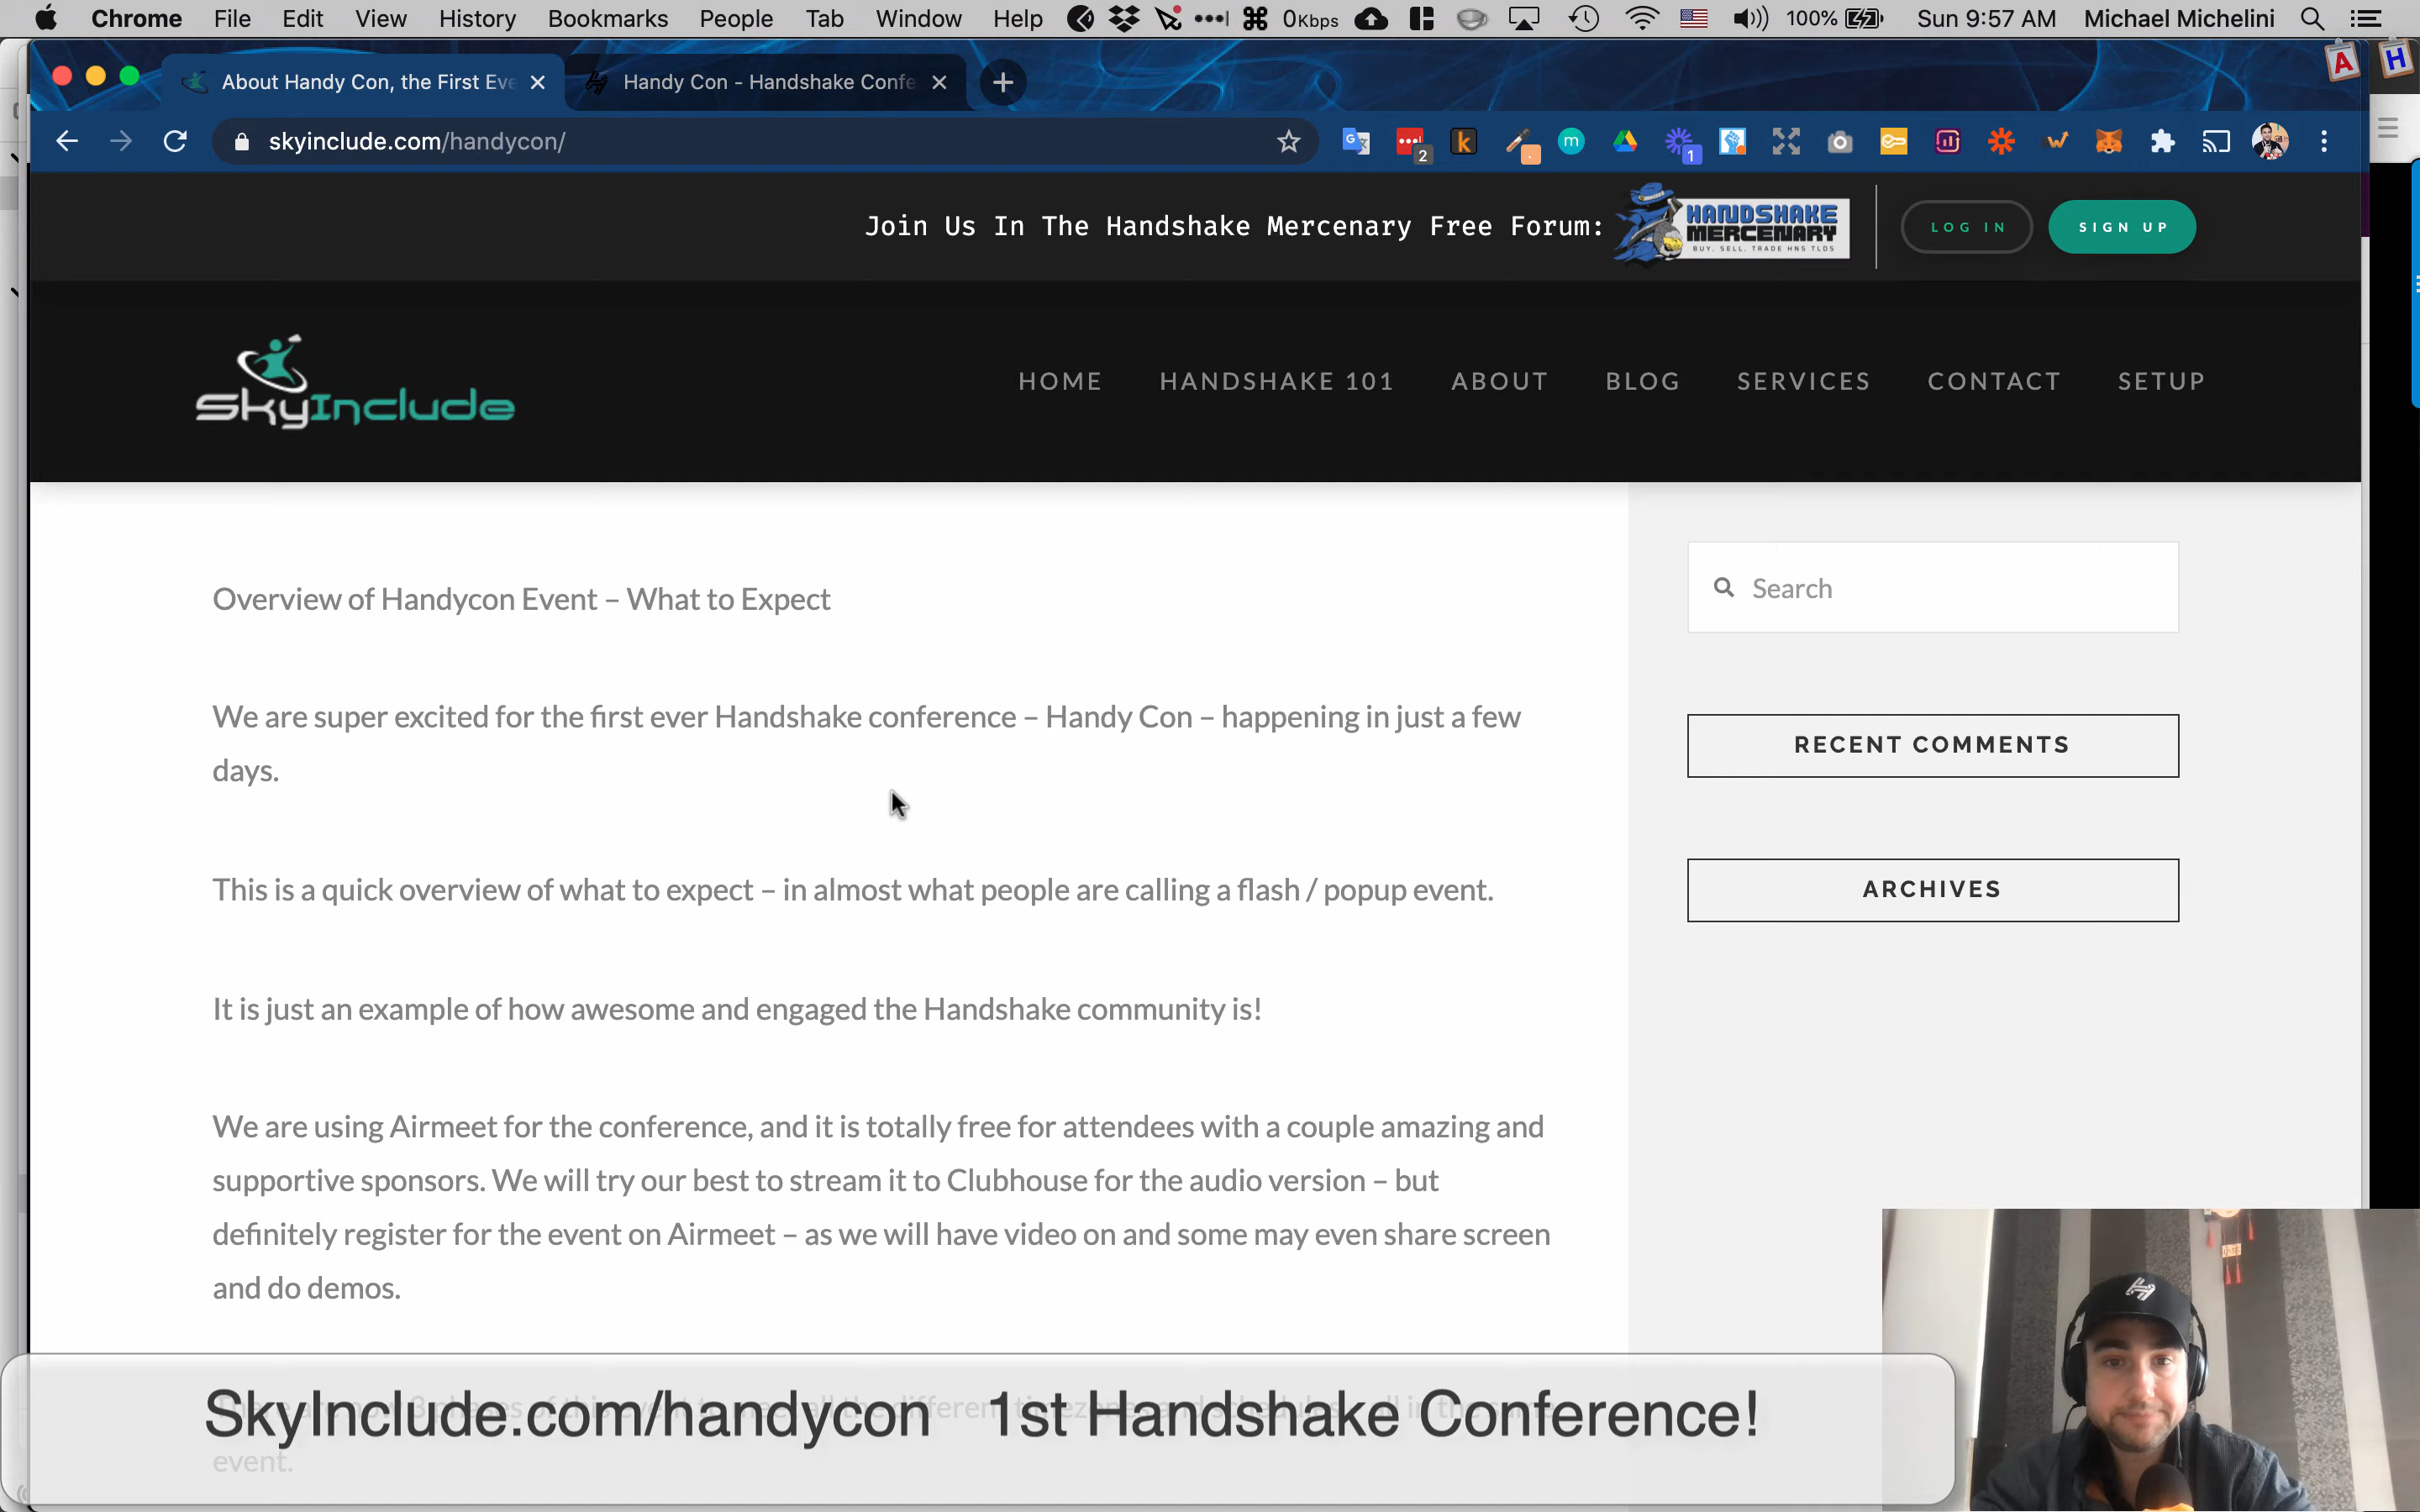 Chrome File Edit View History Bookmarks People Tab Window Help 0Kbps 100% Sun 9:57 AM Michael Michelini
About Handy Con, the First Eve Handy Con - Handshake Confe
A H
skyinclude.com/handycon/
2 k m 1
Join Us In The Handshake Mercenary Free Forum: HANDSHAKE MERCENARY LOG IN SIGN UP
BUY, SELL, TRADE HNS TLDS
SkyInclude HOME HANDSHAKE 101 ABOUT BLOG SERVICES CONTACT SETUP
Overview of Handycon Event – What to Expect
Search
We are super excited for the first ever Handshake conference – Handy Con – happening in just a few
days.
RECENT COMMENTS
This is a quick overview of what to expect – in almost what people are calling a flash / popup event.
ARCHIVES
It is just an example of how awesome and engaged the Handshake community is!
We are using Airmeet for the conference, and it is totally free for attendees with a couple amazing and
supportive sponsors. We will try our best to stream it to Clubhouse for the audio version – but
definitely register for the event on Airmeet – as we will have video on and some may even share screen
and do demos.
SkyInclude.com/handycon 1st Handshake Conference!
event.